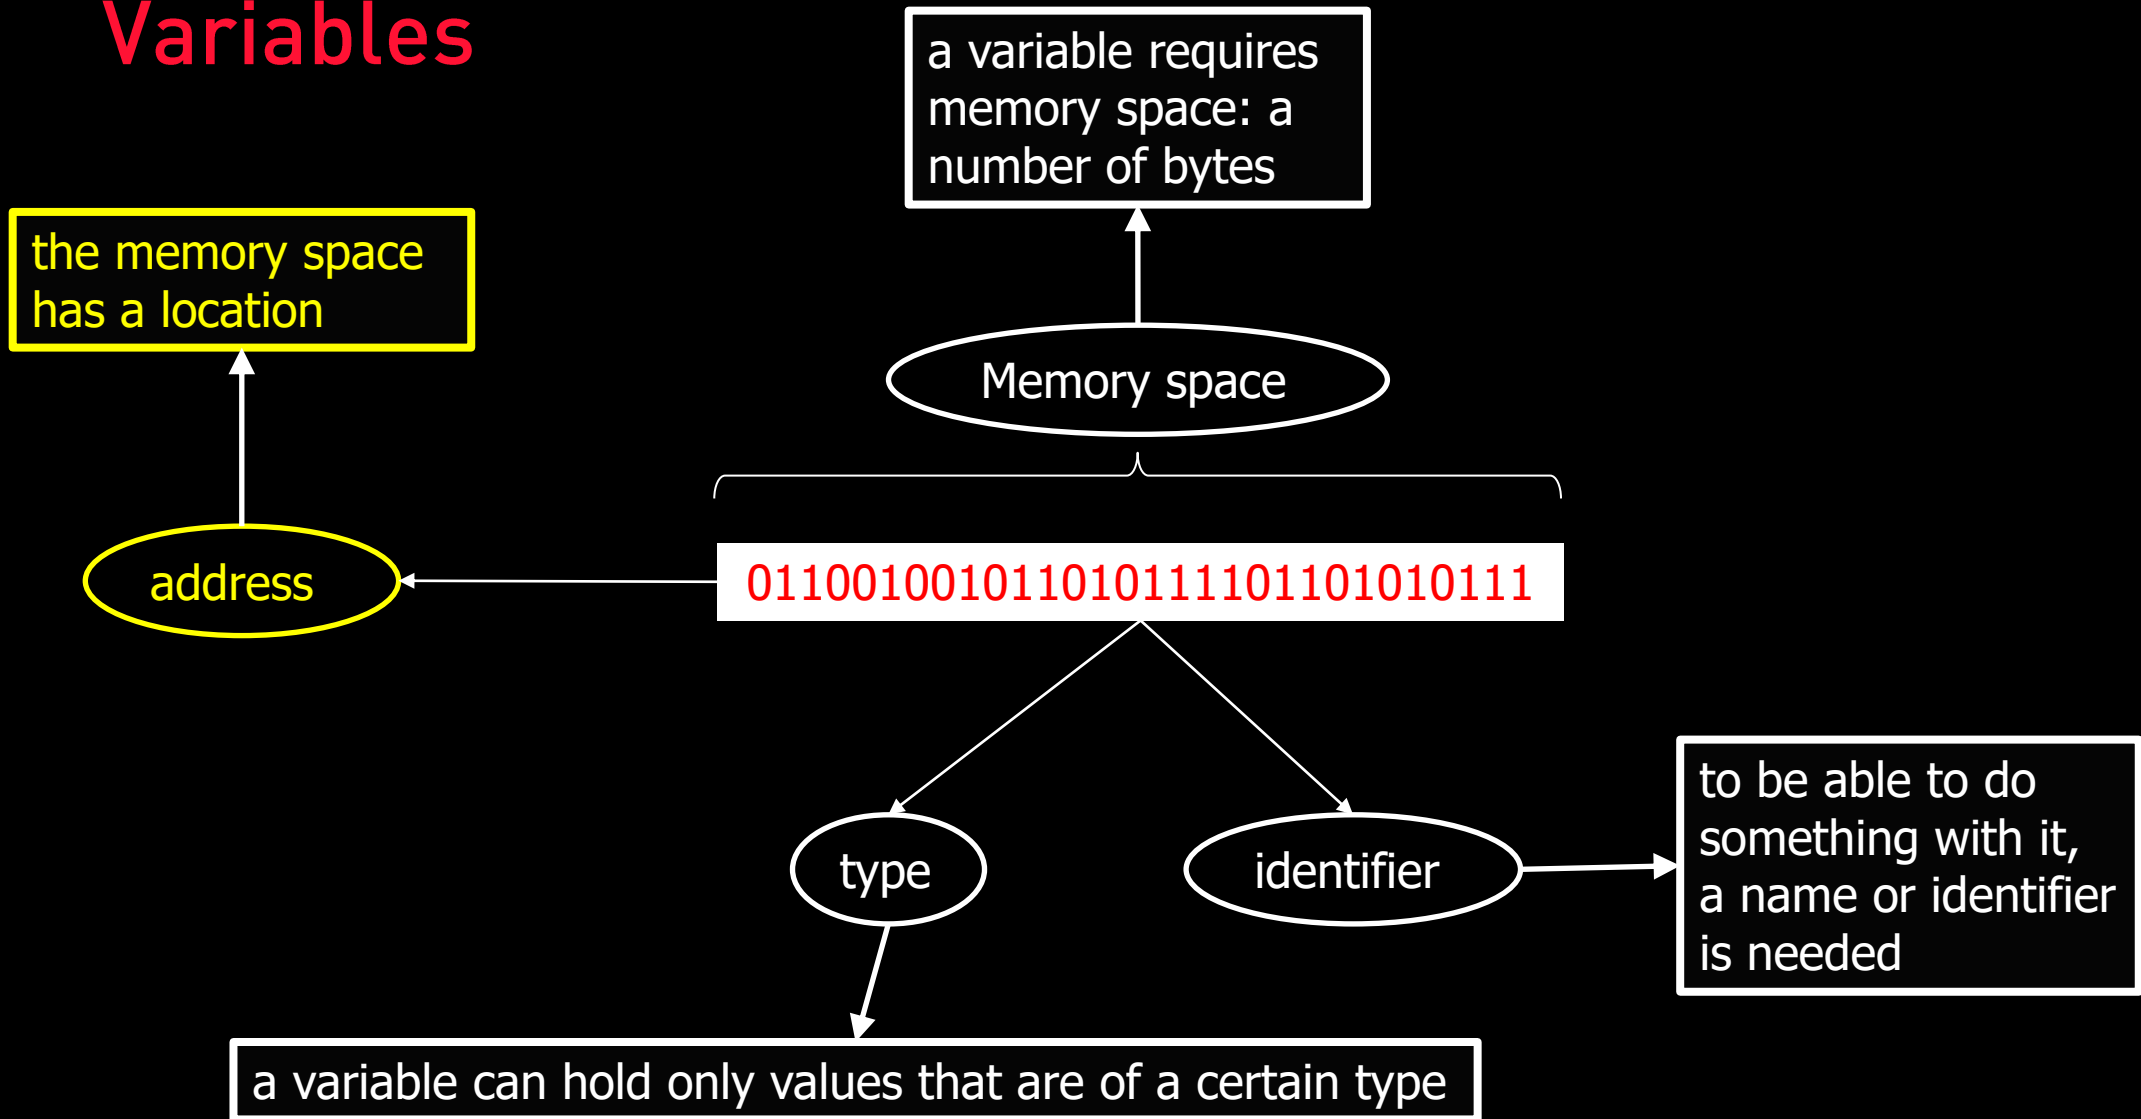 Variables
a variable requires
memory space: a
number of bytes
the memory space
has a location
Memory space
address
01100100101101011110110101​0111
type
identifier
to be able to do
something with it,
a name or identifier
is needed
a variable can hold only values that are of a certain type